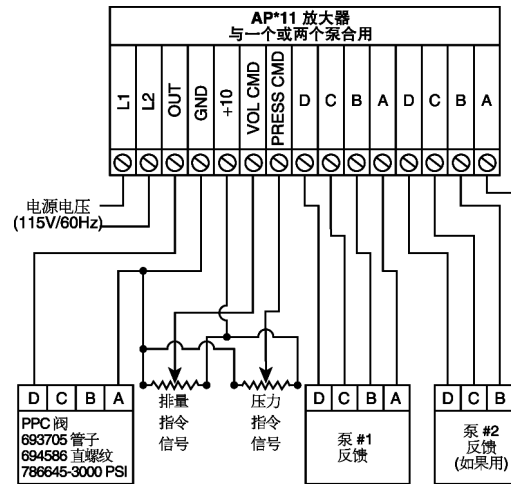 AP*11 放大器
与一个或两个泵合用
L1 L2 OUT GND +10 VOL CMD PRESS CMD D C B A D C B A
电源电压
(115V/60Hz)
D C B A
PPC 阀
693705 管子
694586 直螺纹
786645-3000 PSI
排量
指令
信号
压力
指令
信号
D C B A
泵 #1
反馈
D C B
泵 #2
反馈
(如果用)